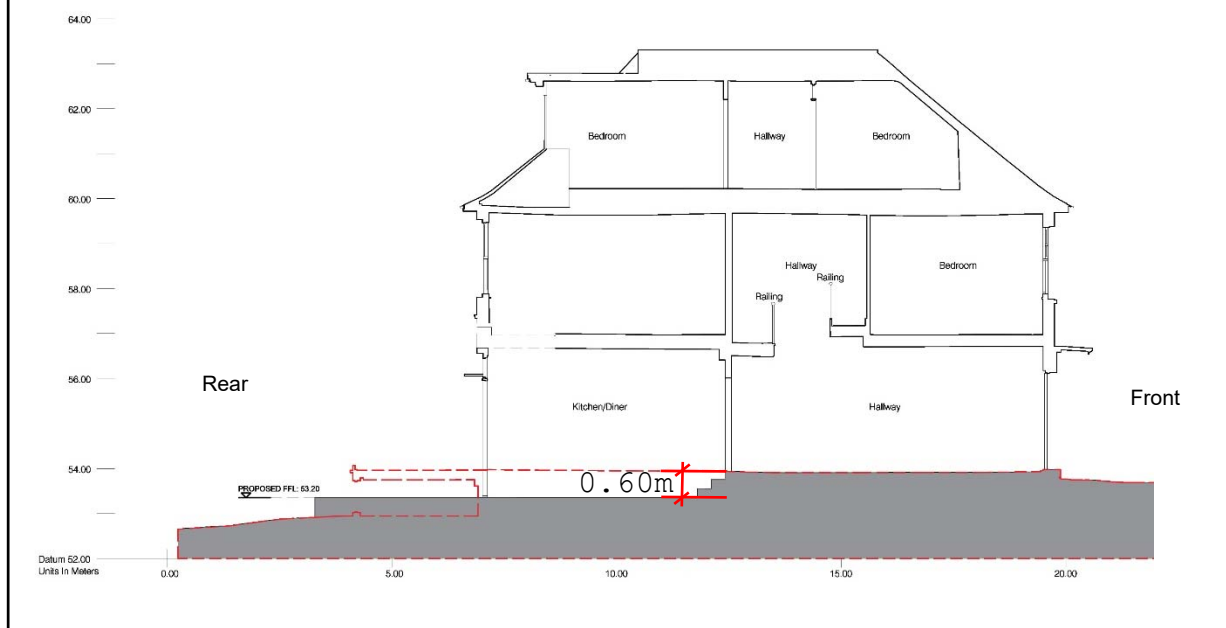 64.00
62.00
Bedroom
Hallway
Bedroom
60.00
Hallway
Bedroom
Railing
58.00
Railing
56.00
Rear
Front
Kitchen/Diner
Hallway
54.00
0.60m
PROPOSED FFL: 53.20
Datum 52.00
Units In Meters
0.00
5.00
10.00
15.00
20.00